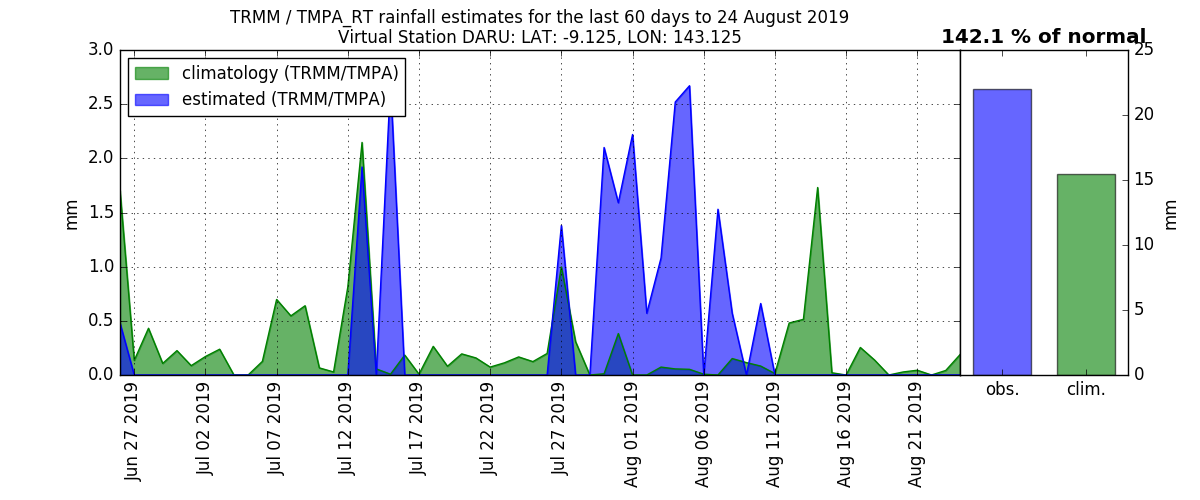 TRMM / TMPA_RT rainfall estimates for the last 60 days to 24 August 2019
Virtual Station DARU: LAT: -9.125, LON: 143.125
142.1 % of normal
climatology (TRMM/TMPA)
estimated (TRMM/TMPA)
3.0
2.5
2.0
1.5
1.0
0.5
0.0
mm
Jun 27 2019
Jul 02 2019
Jul 07 2019
Jul 12 2019
Jul 17 2019
Jul 22 2019
Jul 27 2019
Aug 01 2019
Aug 06 2019
Aug 11 2019
Aug 16 2019
Aug 21 2019
obs.
clim.
25
20
15
10
5
0
mm